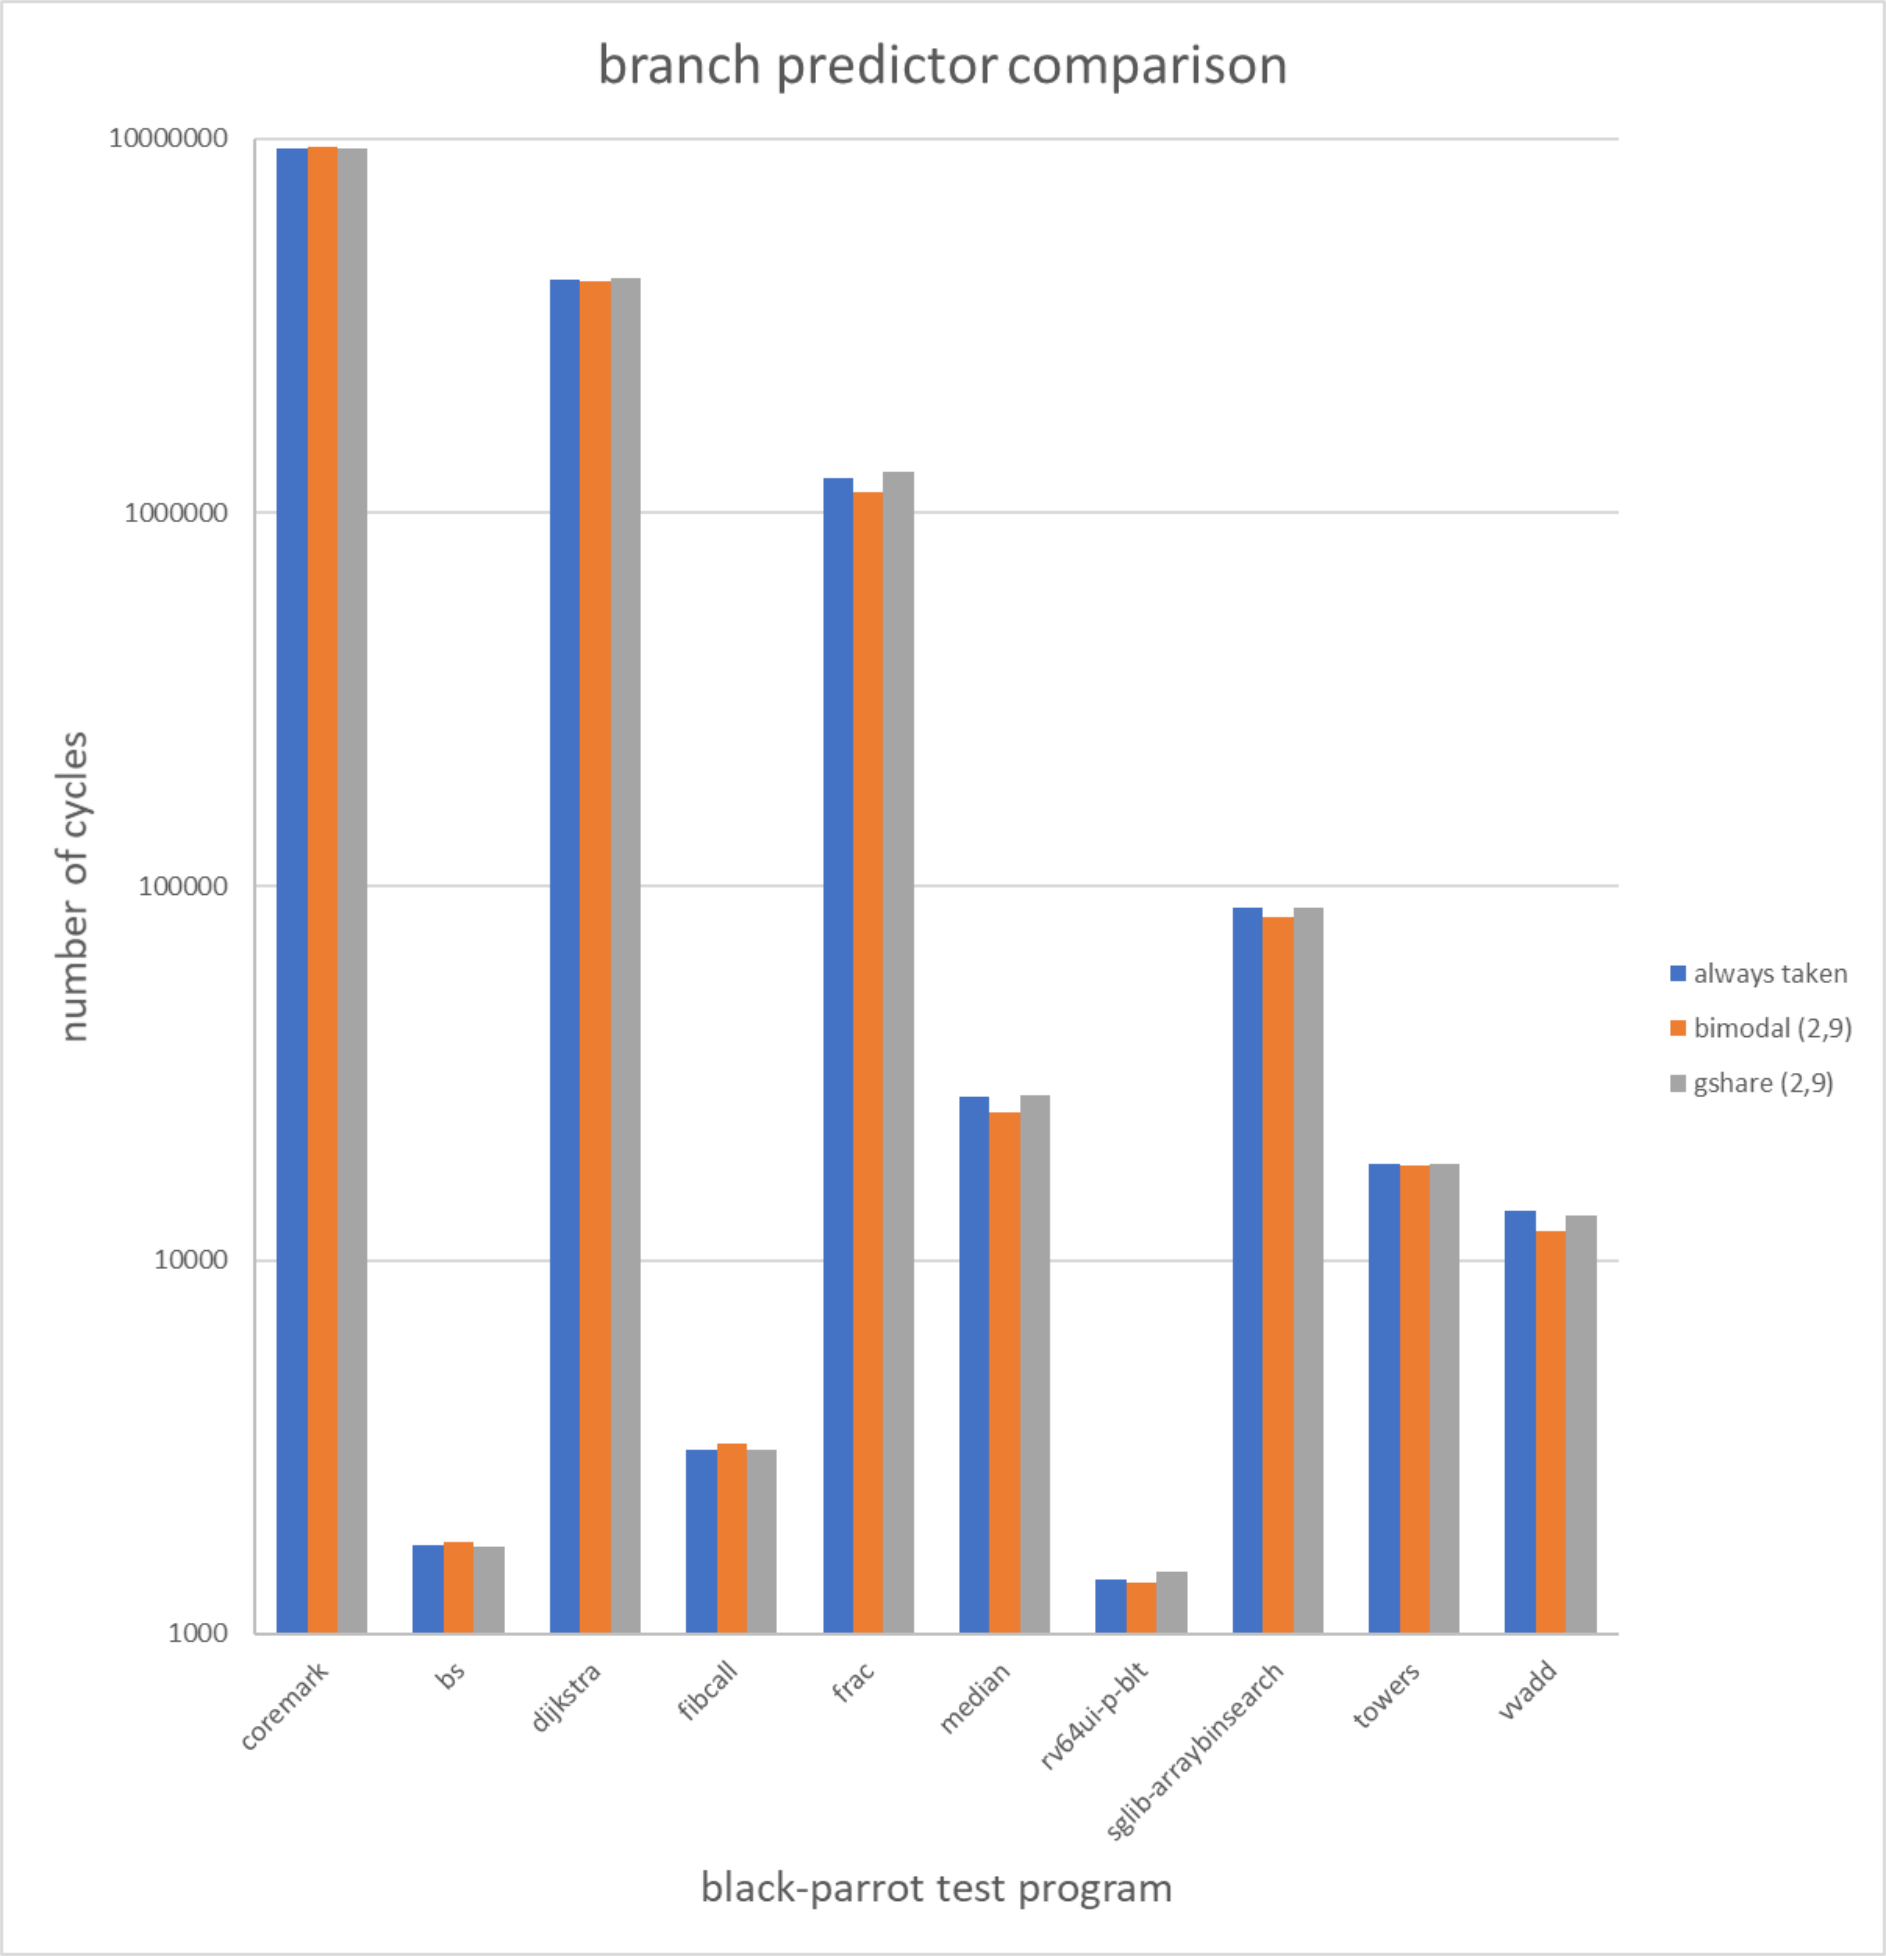 branch predictor comparison
10000000
1000000
100000
10000
1000
number of cycles
always taken
bimodal (2,9)
gshare (2,9)
coremark
bs
dijkstra
fibcall
frac
median
rv64ui-p-blt
sglib-arraybinsearch
towers
vvadd
black-parrot test program